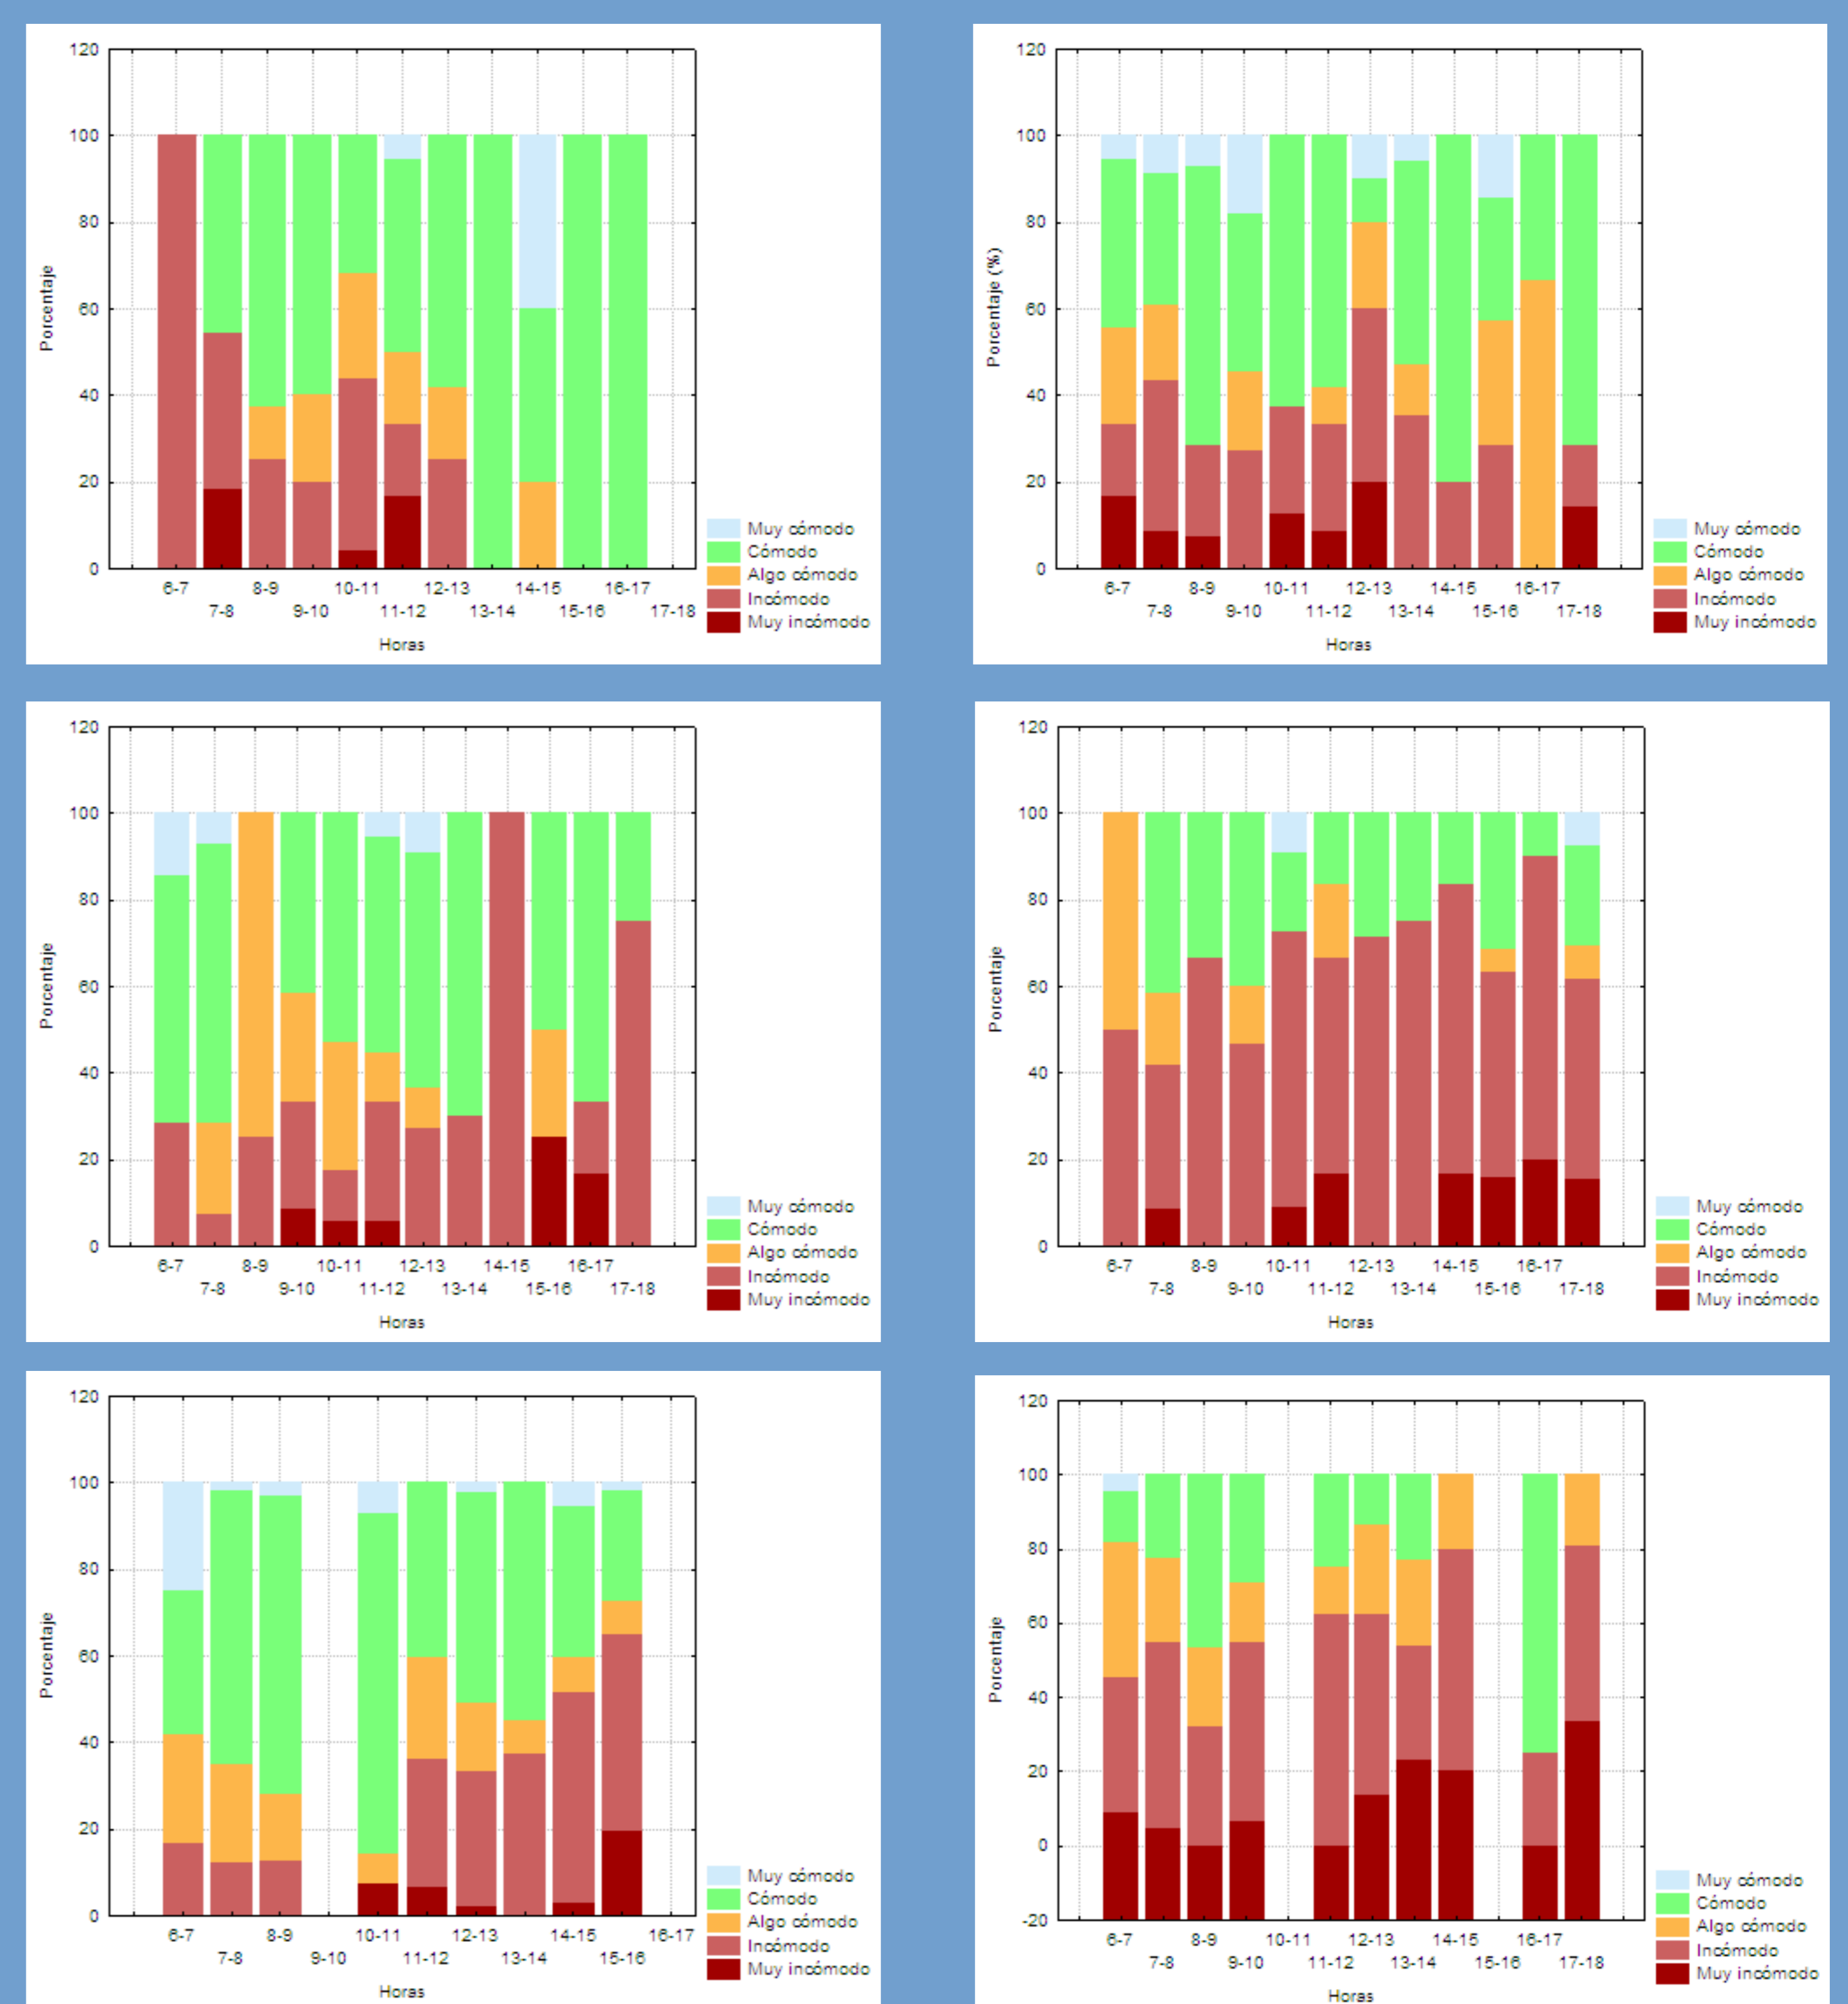 120
100
80
60
40
20
0
Porcentaje
6-7 8-9 10-11 12-13 14-15 16-17
7-8 9-10 11-12 13-14 15-16 17-18
Horas
Muy cómodo
Cómodo
Algo cómodo
Incómodo
Muy incómodo
120
100
80
60
40
20
0
Porcentaje (%)
6-7 8-9 10-11 12-13 14-15 16-17
7-8 9-10 11-12 13-14 15-16 17-18
Horas
Muy cómodo
Cómodo
Algo cómodo
Incómodo
Muy incómodo
120
100
80
60
40
20
0
Porcentaje
6-7 8-9 10-11 12-13 14-15 16-17
7-8 9-10 11-12 13-14 15-16 17-18
Horas
Muy cómodo
Cómodo
Algo cómodo
Incómodo
Muy incómodo
120
100
80
60
40
20
0
Porcentaje
6-7 8-9 10-11 12-13 14-15 16-17
7-8 9-10 11-12 13-14 15-16 17-18
Horas
Muy cómodo
Cómodo
Algo cómodo
Incómodo
Muy incómodo
120
100
80
60
40
20
0
Porcentaje
6-7 8-9 10-11 12-13 14-15 16-17
7-8 9-10 11-12 13-14 15-16
Horas
Muy cómodo
Cómodo
Algo cómodo
Incómodo
Muy incómodo
120
100
80
60
40
20
0
-20
Porcentaje
6-7 8-9 10-11 12-13 14-15 16-17
7-8 9-10 11-12 13-14 15-16 17-18
Horas
Muy cómodo
Cómodo
Algo cómodo
Incómodo
Muy incómodo